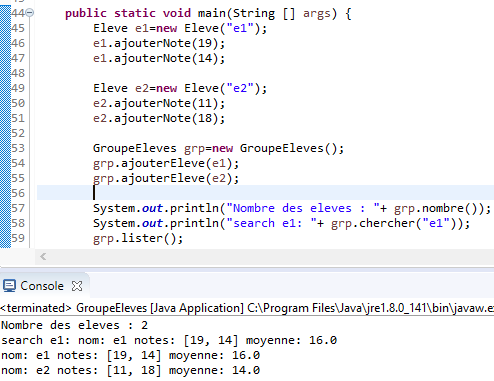 44 public static void main(String [] args) {
45 Eleve e1=new Eleve("e1");
46 e1.ajouterNote(19);
47 e1.ajouterNote(14);
48
49 Eleve e2=new Eleve("e2");
50 e2.ajouterNote(11);
51 e2.ajouterNote(18);
52
53 GroupeEleves grp=new GroupeEleves();
54 grp.ajouterEleve(e1);
55 grp.ajouterEleve(e2);
56
57 System.out.println("Nombre des eleves : "+ grp.nombre());
58 System.out.println("search e1: "+ grp.chercher("e1"));
59 grp.lister();
Console
<terminated> GroupeEleves [Java Application] C:\Program Files\Java\jre1.8.0_141\bin\javaw.e
Nombre des eleves : 2
search e1: nom: e1 notes: [19, 14] moyenne: 16.0
nom: e1 notes: [19, 14] moyenne: 16.0
nom: e2 notes: [11, 18] moyenne: 14.0